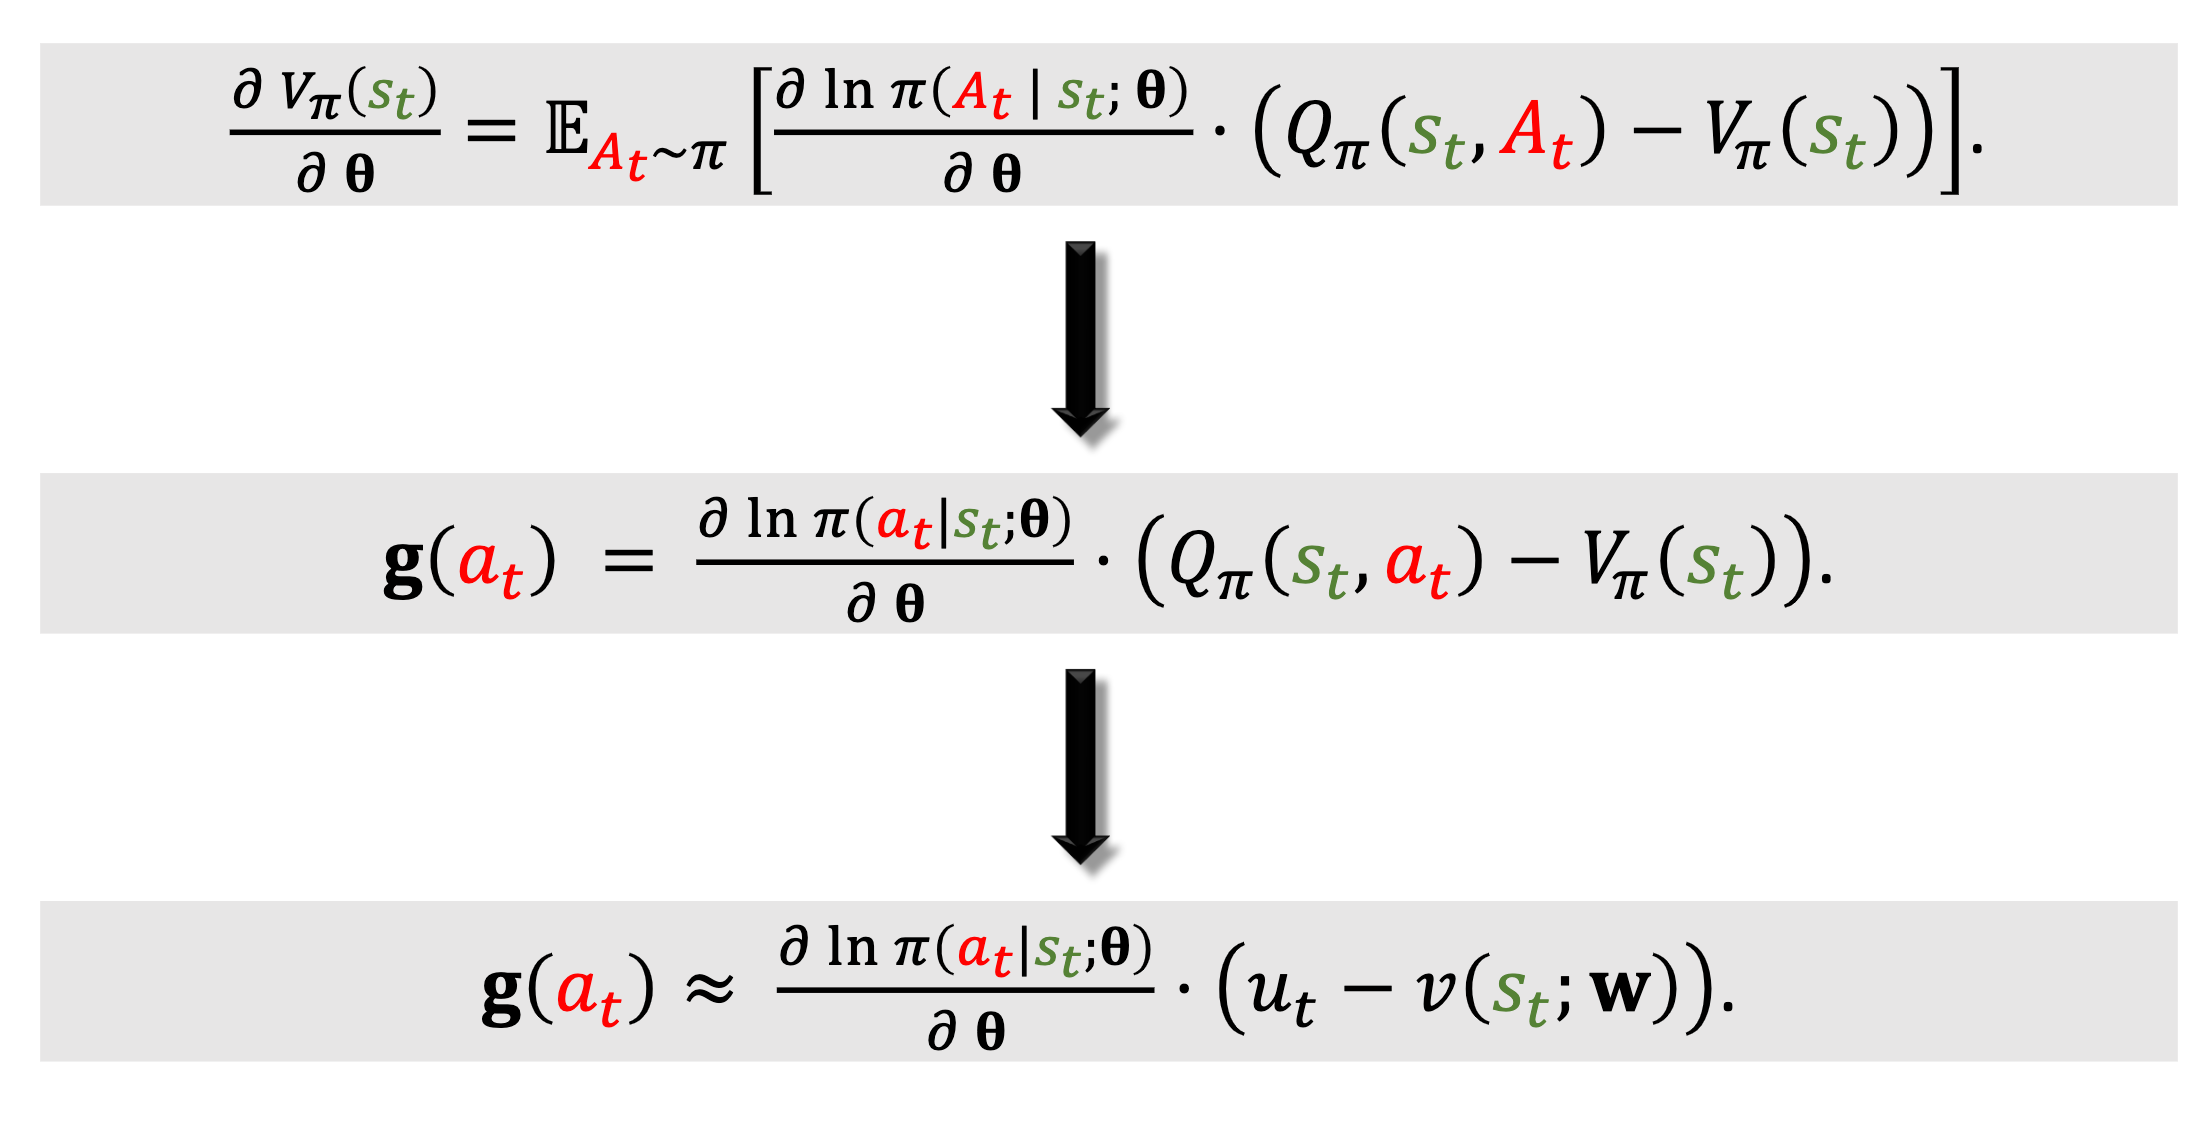 ∂ V_π(s_t) / ∂ θ = 𝔼_{A_t∼π} [ ∂ ln π(A_t | s_t; θ) / ∂ θ · (Q_π(s_t, A_t) − V_π(s_t)) ].
g(a_t) = ∂ ln π(a_t|s_t;θ) / ∂ θ · (Q_π(s_t, a_t) − V_π(s_t)).
g(a_t) ≈ ∂ ln π(a_t|s_t;θ) / ∂ θ · (u_t − v(s_t; w)).